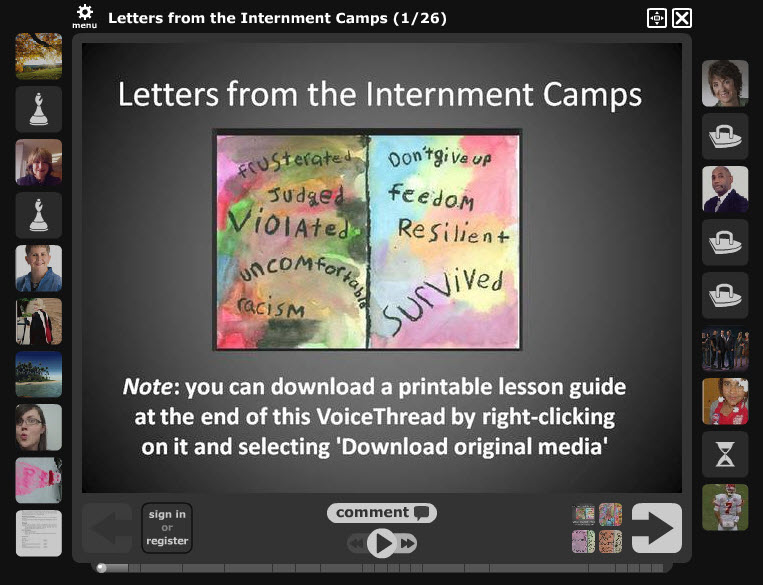 menu
Letters from the Internment Camps (1/26)
Letters from the Internment Camps
frusterated
Judged
Violated
uncomfortable
racism
Don't give up
freedom
Resilient
Survived
Note: you can download a printable lesson guide
at the end of this VoiceThread by right-clicking
on it and selecting 'Download original media'
sign in
or
register
comment
7